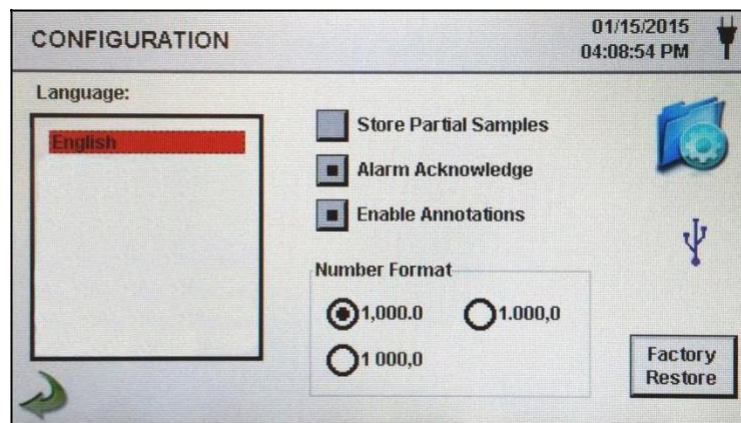 CONFIGURATION
01/15/2015
04:08:54 PM
Language:
English
Store Partial Samples
Alarm Acknowledge
Enable Annotations
Number Format
1,000.0
1.000,0
1 000,0
Factory
Restore